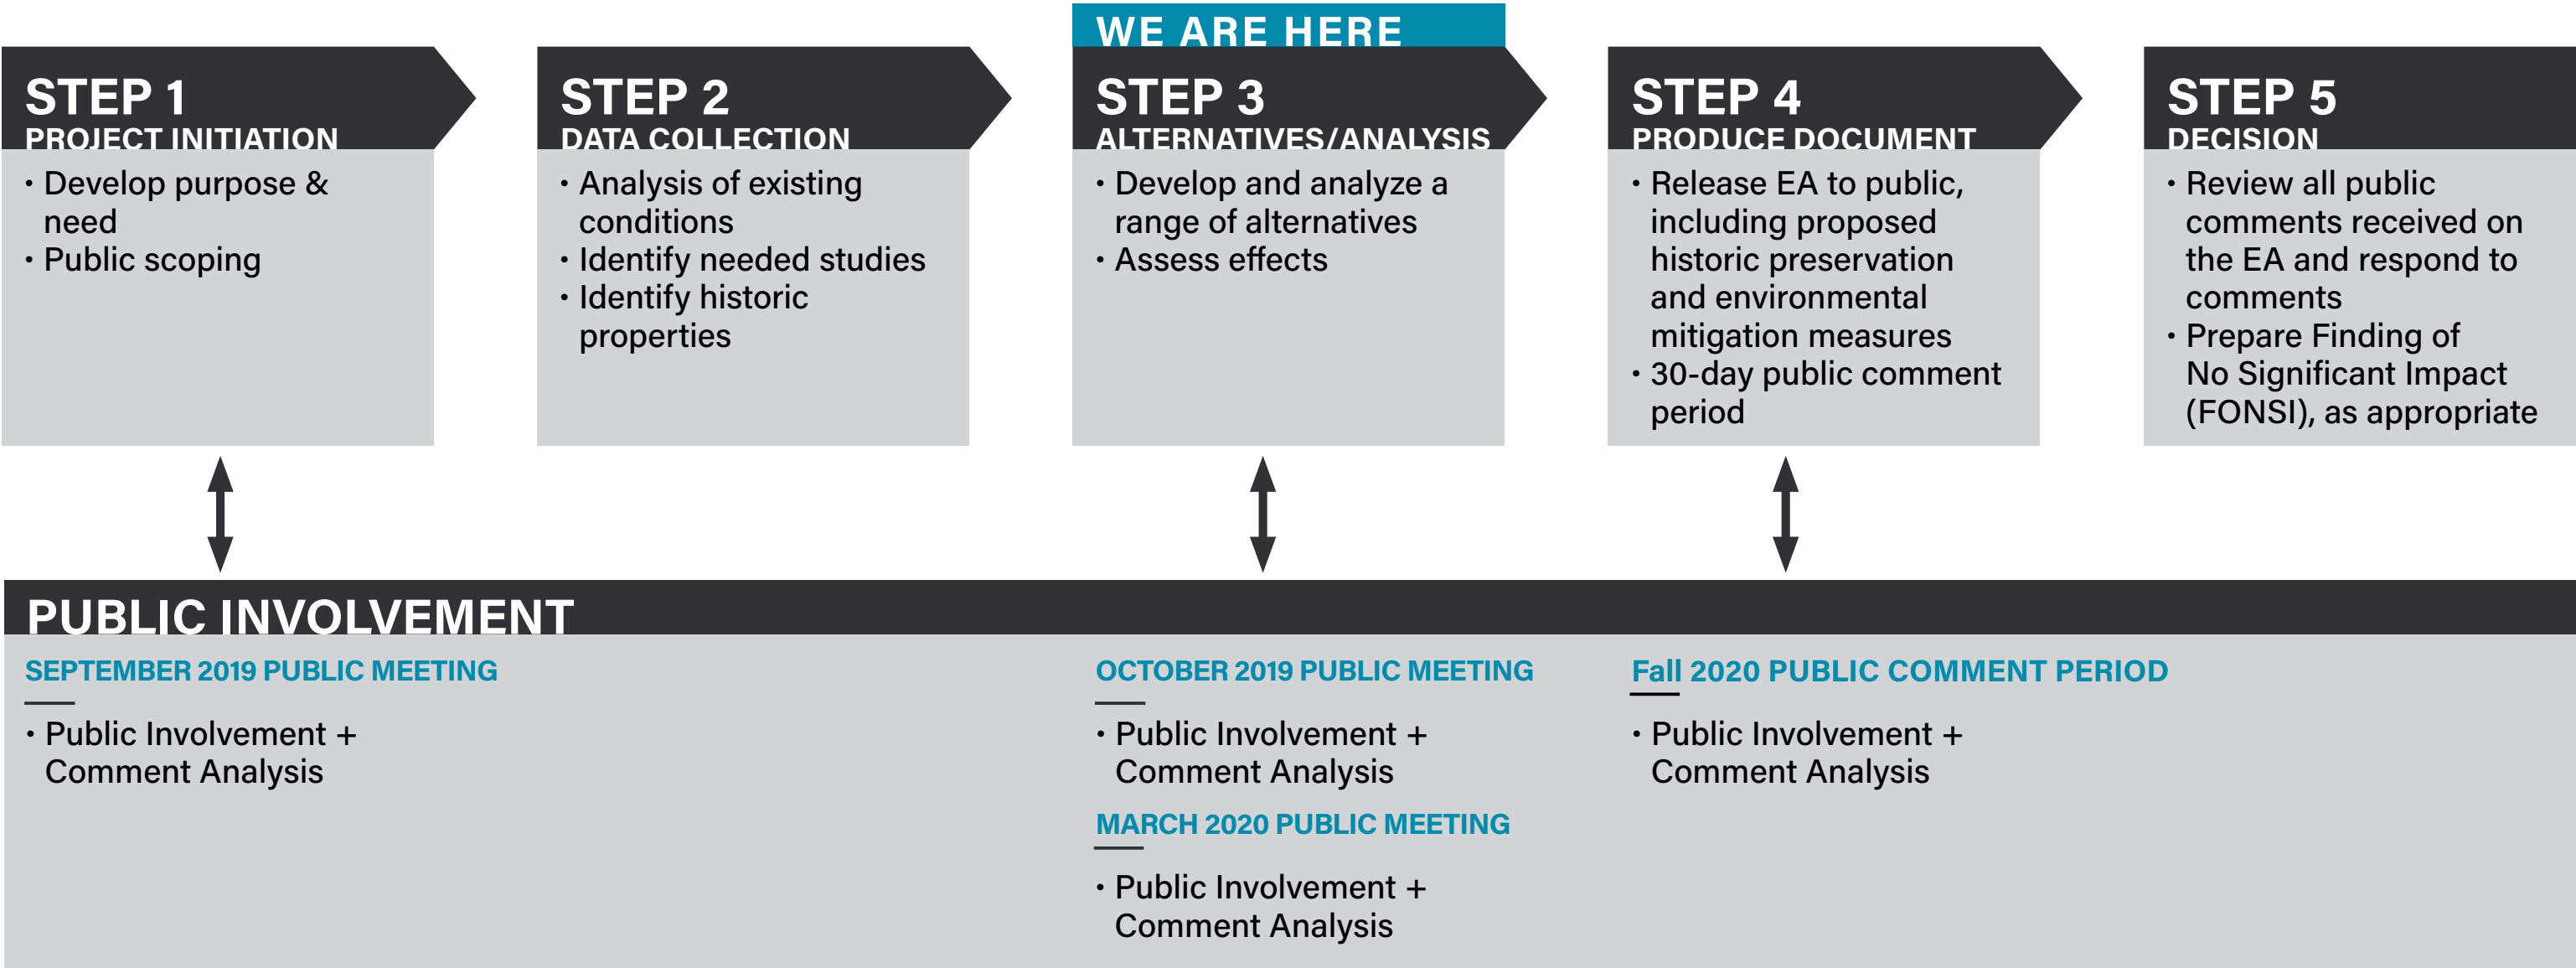 WE ARE HERE
STEP 1
PROJECT INITIATION
• Develop purpose &
need
• Public scoping
STEP 2
DATA COLLECTION
• Analysis of existing
conditions
• Identify needed studies
• Identify historic
properties
STEP 3
ALTERNATIVES/ANALYSIS
• Develop and analyze a
range of alternatives
• Assess effects
STEP 4
PRODUCE DOCUMENT
• Release EA to public,
including proposed
historic preservation
and environmental
mitigation measures
• 30-day public comment
period
STEP 5
DECISION
• Review all public
comments received on
the EA and respond to
comments
• Prepare Finding of
No Significant Impact
(FONSI), as appropriate
PUBLIC INVOLVEMENT
SEPTEMBER 2019 PUBLIC MEETING
• Public Involvement +
Comment Analysis
OCTOBER 2019 PUBLIC MEETING
• Public Involvement +
Comment Analysis
MARCH 2020 PUBLIC MEETING
• Public Involvement +
Comment Analysis
Fall 2020 PUBLIC COMMENT PERIOD
• Public Involvement +
Comment Analysis